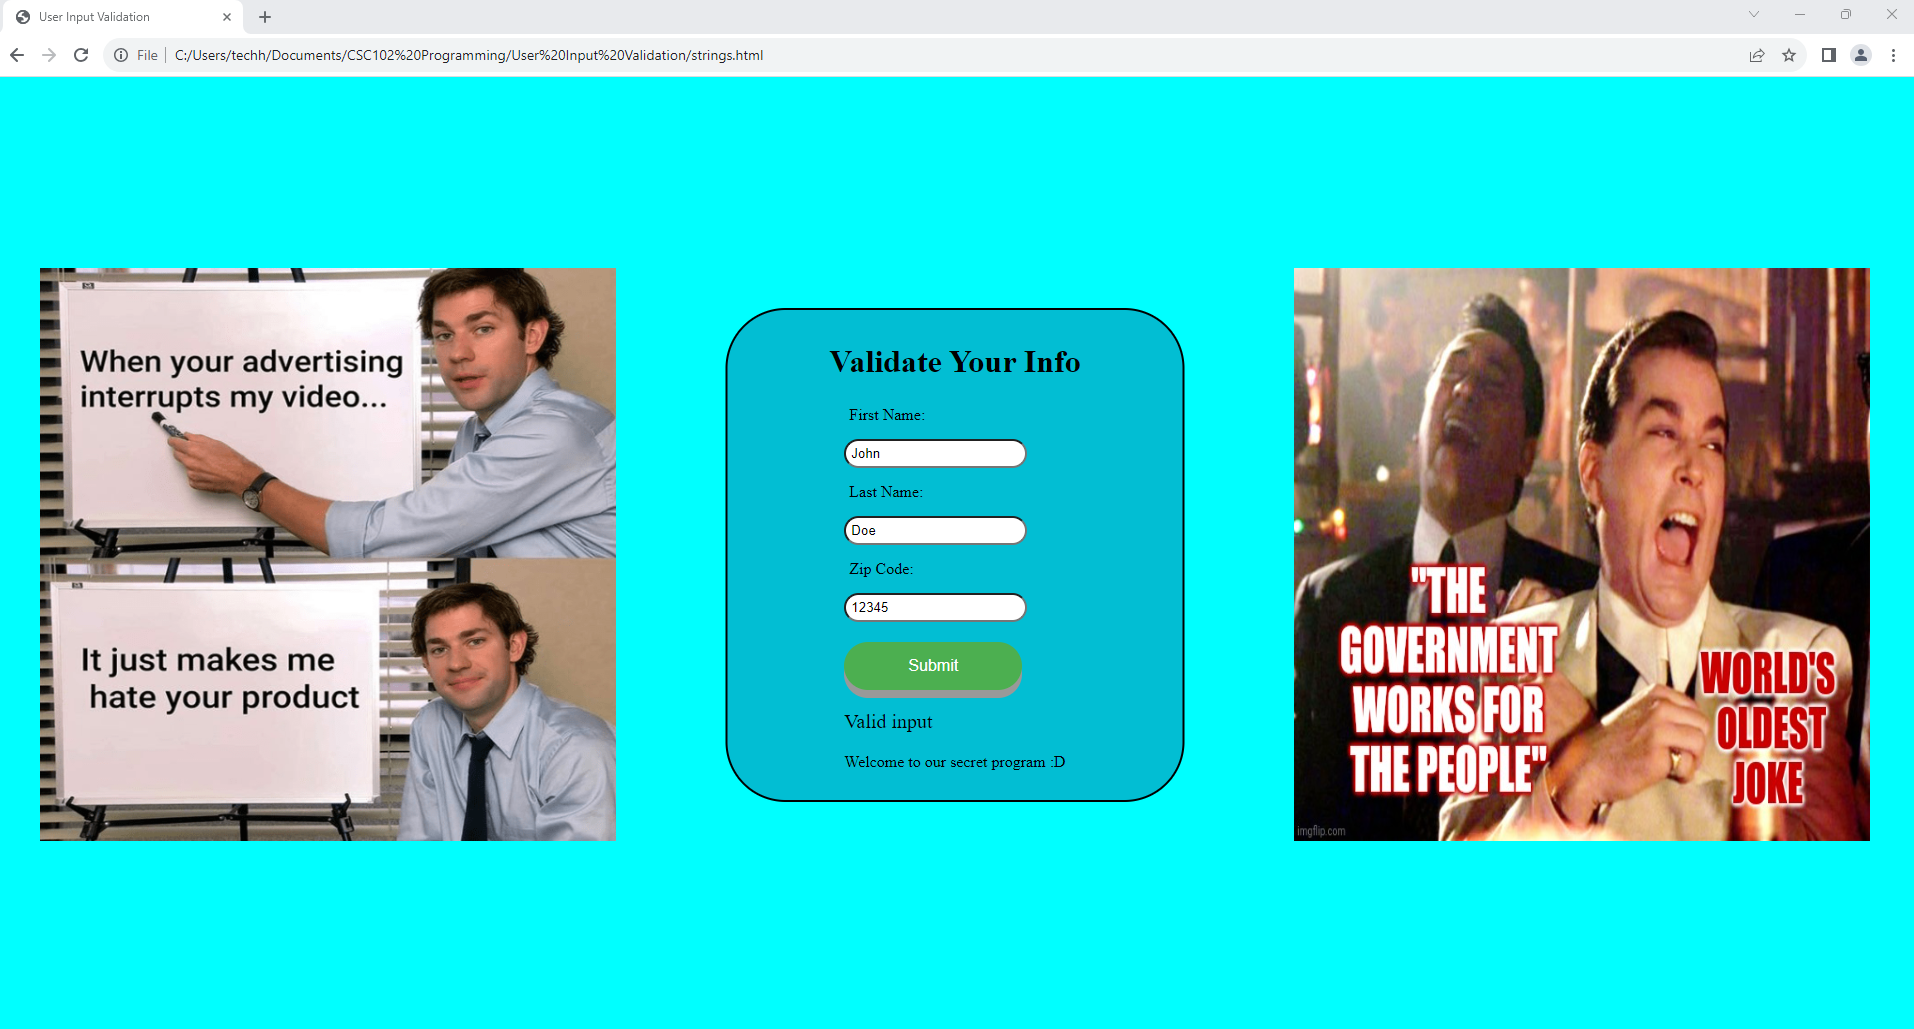 User Input Validation
File
C:/Users/techh/Documents/CSC102%20Programming/User%20Input%20Validation/strings.html
When your advertising
interrupts my video...
It just makes me
hate your product
Validate Your Info
First Name:
John
Last Name:
Doe
Zip Code:
12345
Submit
Valid input
Welcome to our secret program :D
"THE
GOVERNMENT
WORKS FOR
THE PEOPLE"
WORLD'S
OLDEST
JOKE
imgflip.com